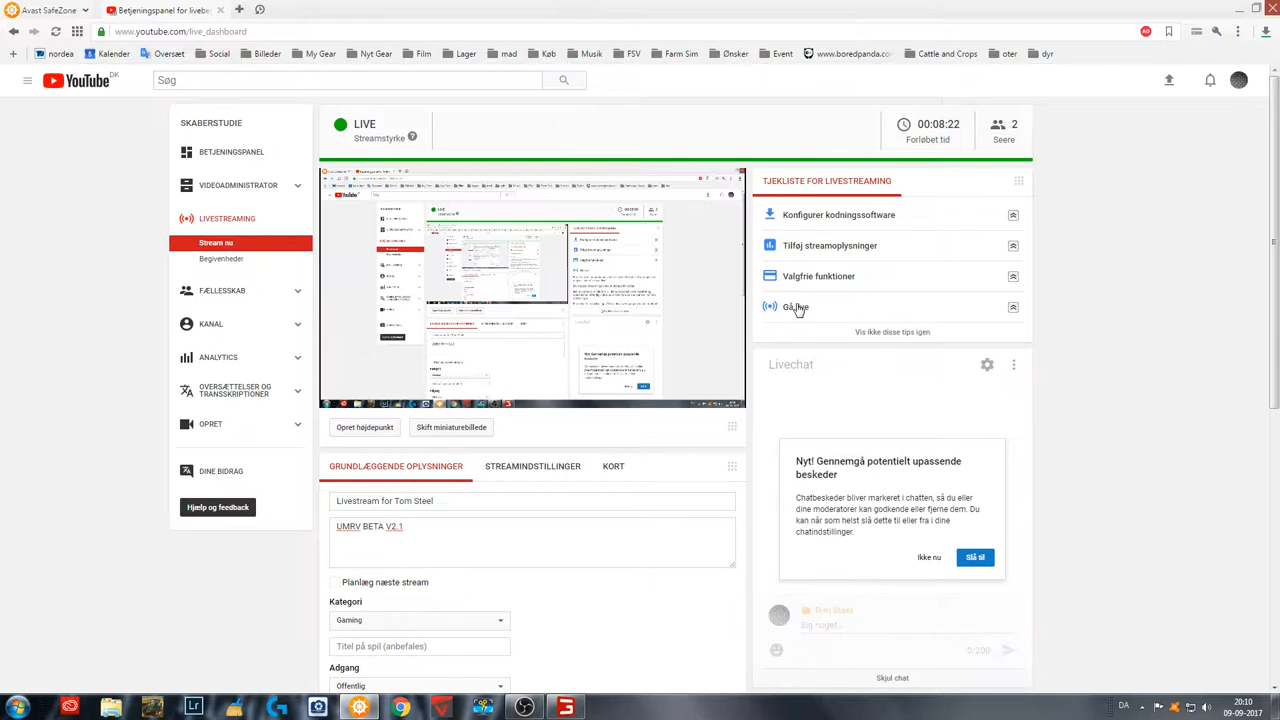 Avast SafeZone
Betjeningspanel for livebe
www.youtube.com/live_dashboard
nordea
Kalender
Oversæt
Social
Billeder
My Gear
Nyt Gear
Film
Lager
mad
Køb
Musik
FSV
Farm Sim
Ønsker
Event
www.boredpanda.c
Cattle and Crops
oter
dyr
YouTube DK
Søg
SKABERSTUDIE
BETJENINGSPANEL
VIDEOADMINISTRATOR
LIVESTREAMING
Stream nu
Begivenheder
FÆLLESSKAB
KANAL
ANALYTICS
OVERSÆTTELSER OG
TRANSSKRIPTIONER
OPRET
DINE BIDRAG
Hjælp og feedback
LIVE
Streamstyrke
00:08:22
Forløbet tid
2
Seere
Opret højdepunkt
Skift miniaturebillede
GRUNDLÆGGENDE OPLYSNINGER
STREAMINDSTILLINGER
KORT
Livestream for Tom Steel
UMRV BETA V2.1
Planlæg næste stream
Kategori
Gaming
Titel på spil (anbefales)
Adgang
Offentlig
TJEKLISTE FOR LIVESTREAMING
Konfigurer kodningssoftware
Tilføj streamoplysninger
Valgfrie funktioner
Gå live
Vis ikke disse tips igen
Livechat
Nyt! Gennemgå potentielt upassende
beskeder
Chatbeskeder bliver markeret i chatten, så du eller
dine moderatorer kan godkende eller fjerne dem. Du
kan når som helst slå dette til eller fra i dine
chatindstillinger.
Ikke nu
Slå til
Tom Steel
Sig noget...
0/200
Skjul chat
DA
20:10
09-09-2017